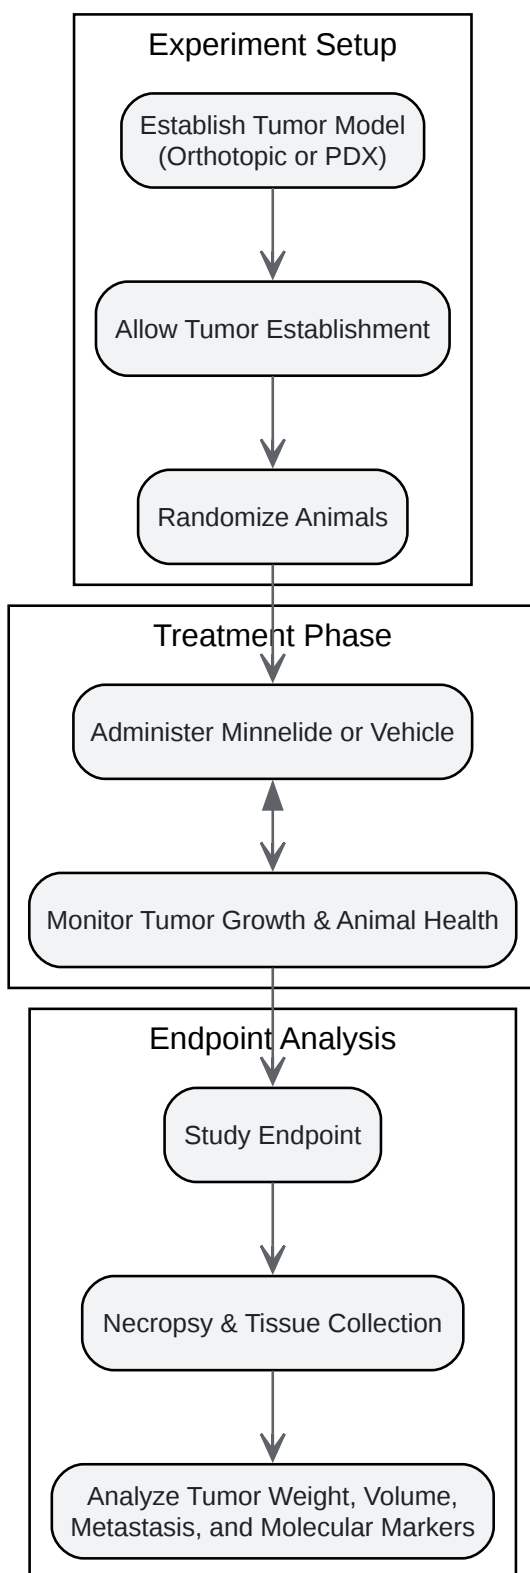 Experiment Setup
Establish Tumor Model
(Orthotopic or PDX)
Allow Tumor Establishment
Randomize Animals
Treatment Phase
Administer Minnelide or Vehicle
Monitor Tumor Growth & Animal Health
Endpoint Analysis
Study Endpoint
Necropsy & Tissue Collection
Analyze Tumor Weight, Volume,
Metastasis, and Molecular Markers